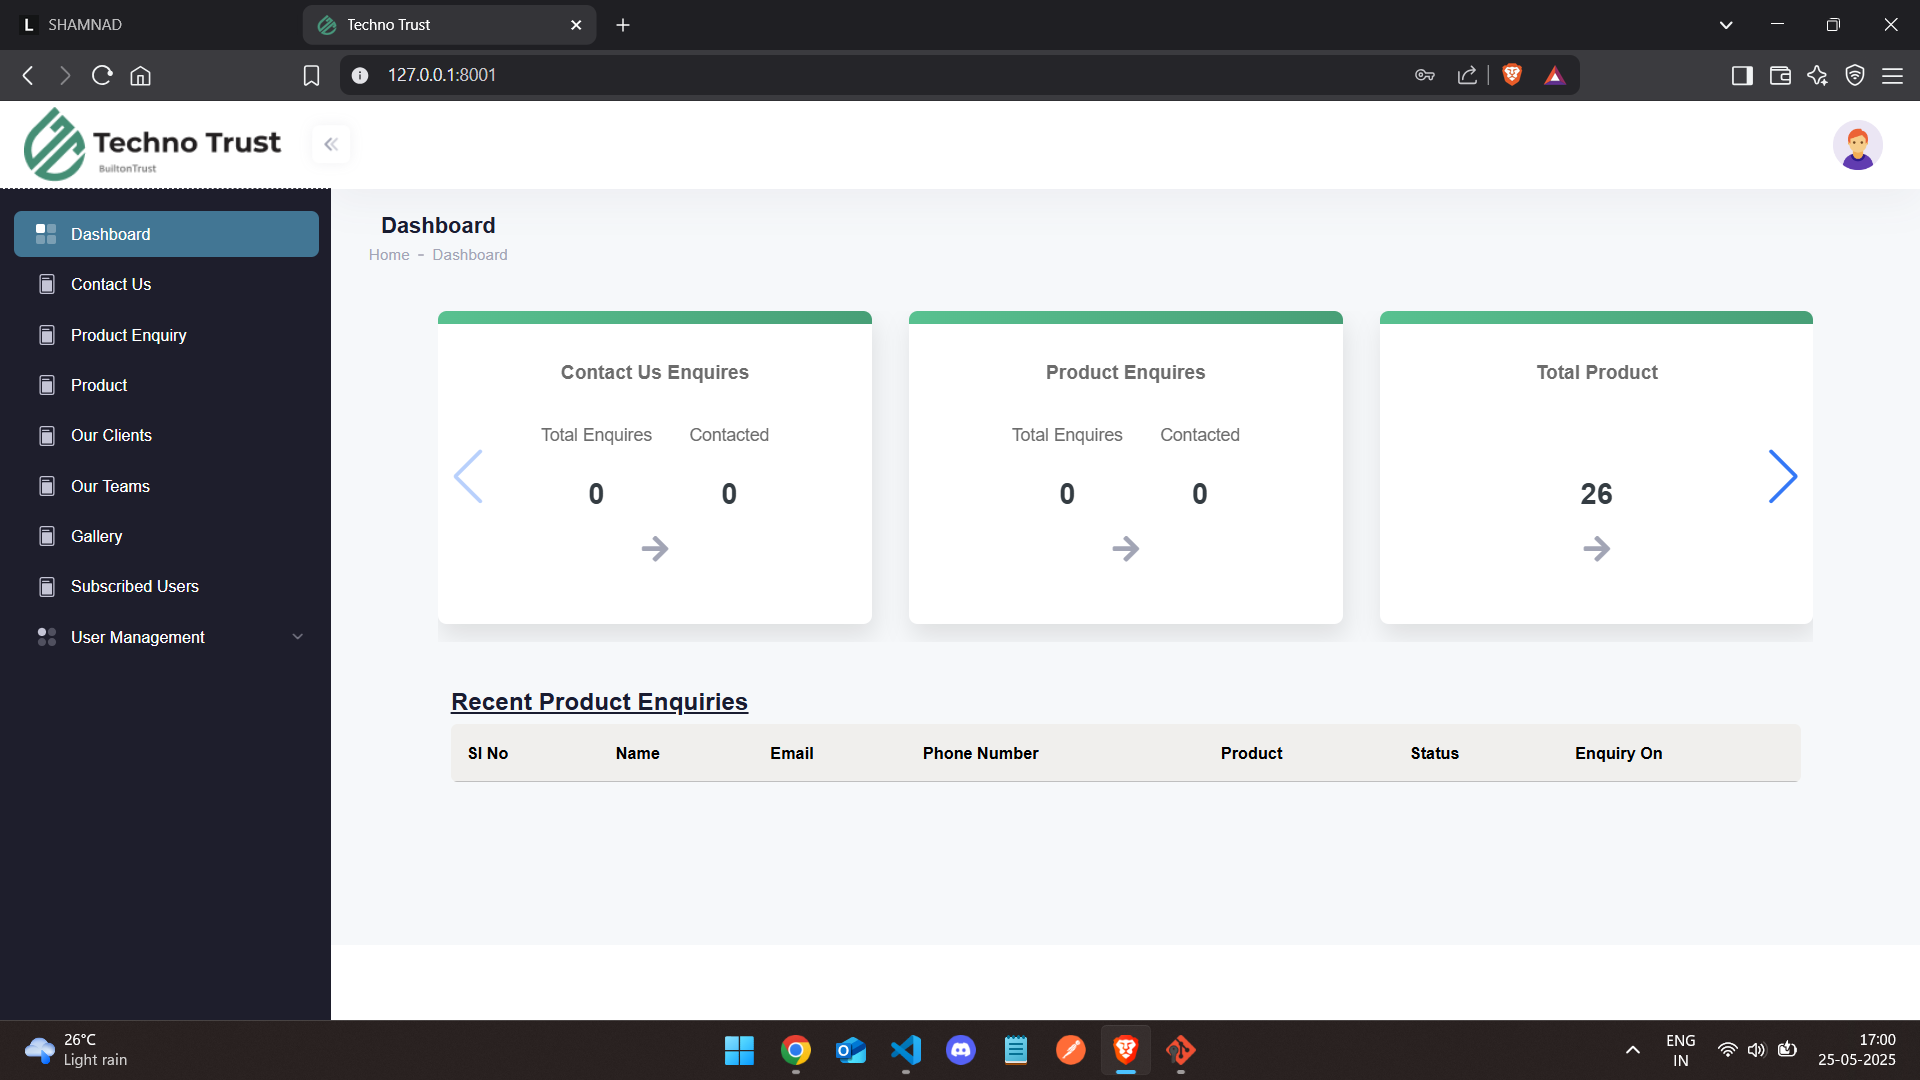 L SHAMNAD
Techno Trust
127.0.0.1:8001
Techno Trust
BuiltonTrust
Dashboard
Contact Us
Product Enquiry
Product
Our Clients
Our Teams
Gallery
Subscribed Users
User Management
Dashboard
Home - Dashboard
Contact Us Enquires
Total Enquires Contacted
0 0
Product Enquires
Total Enquires Contacted
0 0
Total Product
26
Recent Product Enquiries
Sl No Name Email Phone Number Product Status Enquiry On
26°C
Light rain
ENG
IN
17:00
25-05-2025